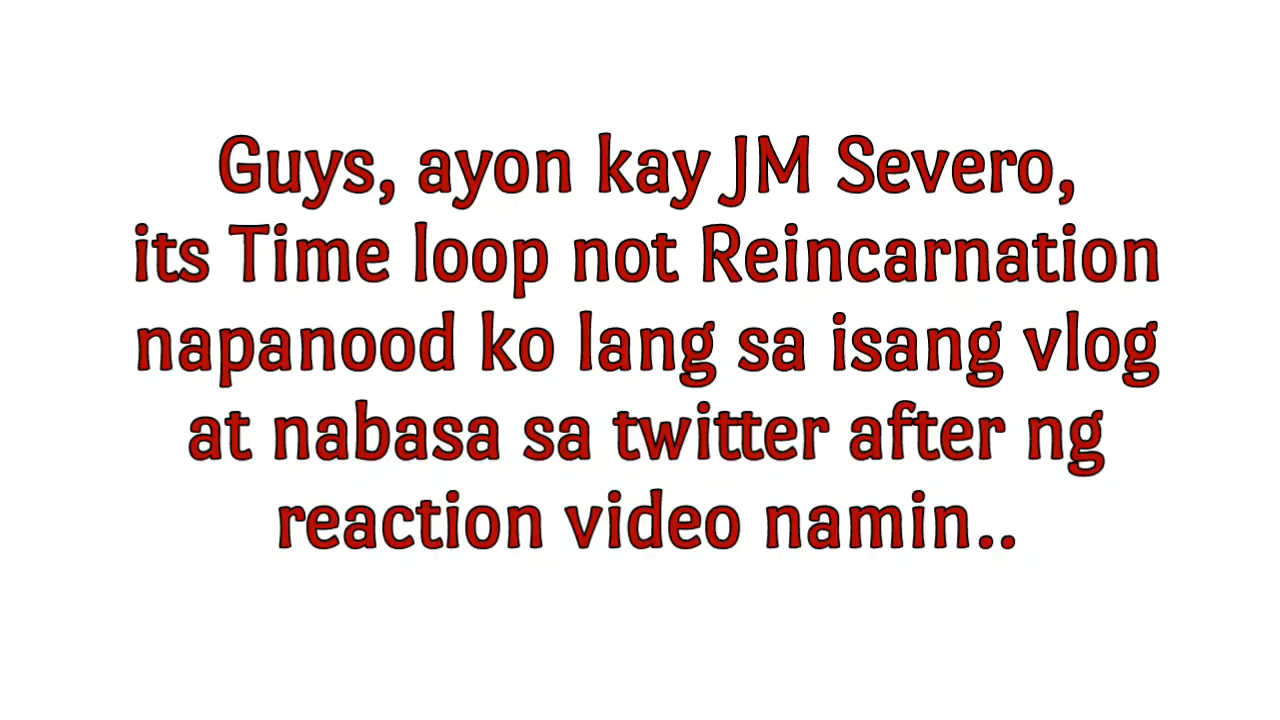 Guys, ayon kay JM Severo,
its Time loop not Reincarnation
napanood ko lang sa isang vlog
at nabasa sa twitter after ng
reaction video namin..